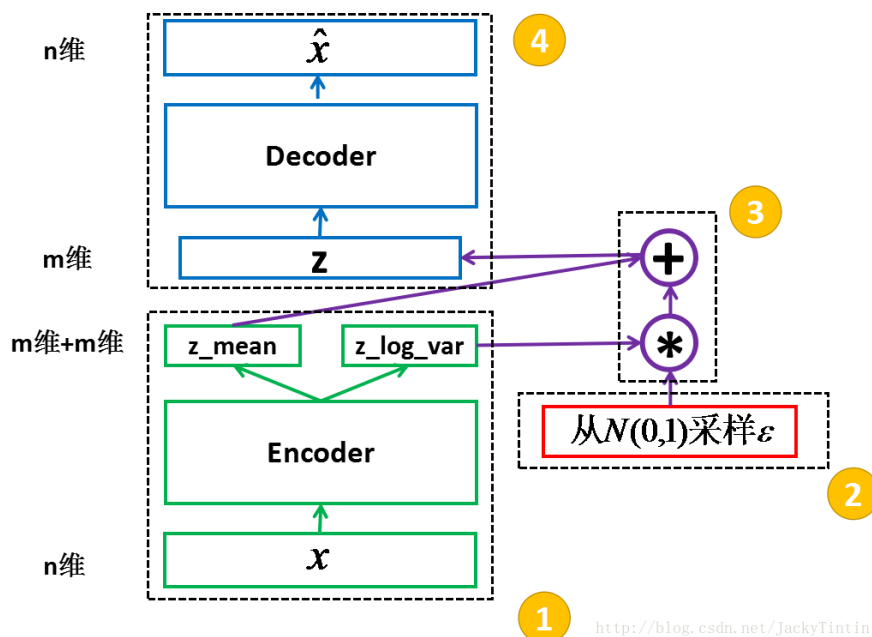 n维
x̂
4
Decoder
3
m维
z
+
m维+m维
z_mean
z_log_var
*
从N(0,1)采样ε
Encoder
2
n维
x
1
http://blog.csdn.net/JackyTintin